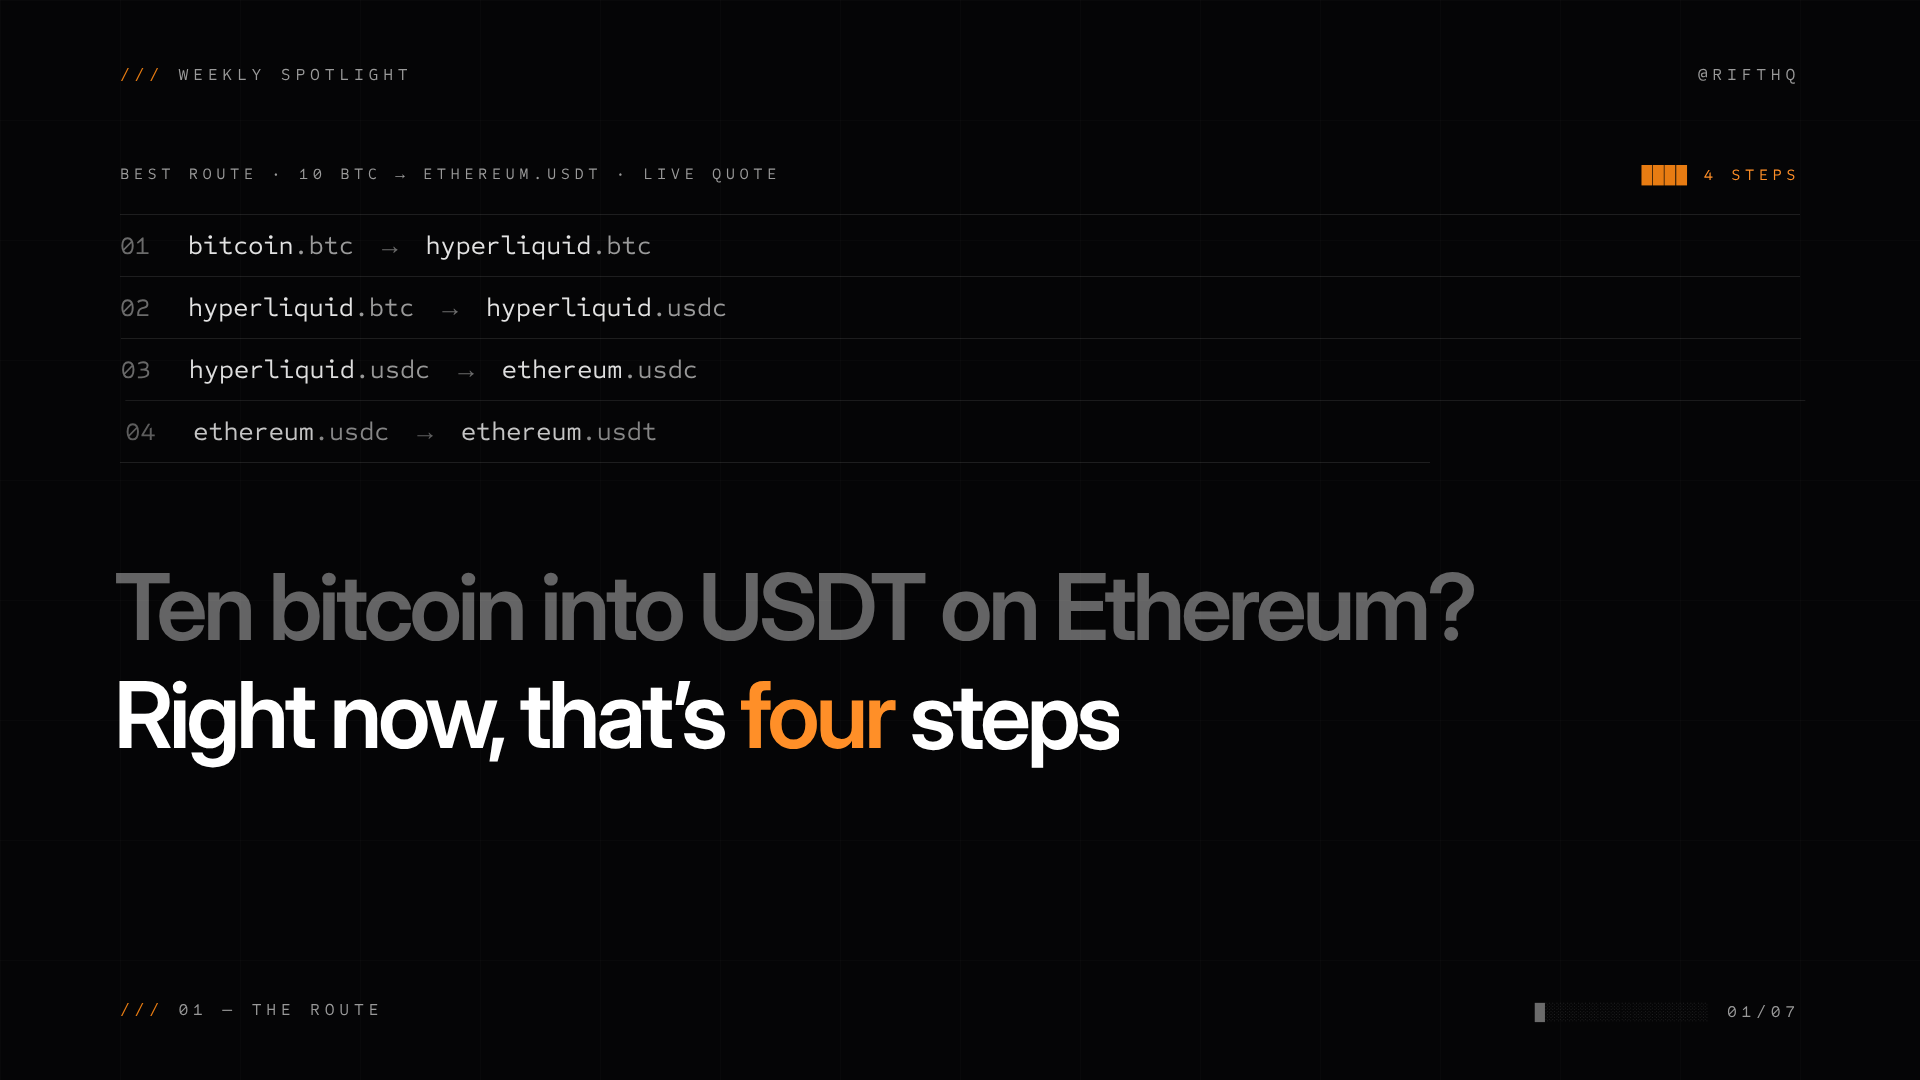 /// WEEKLY SPOTLIGHT
@RIFTHQ
BEST ROUTE · 10 BTC → ETHEREUM.USDT · LIVE QUOTE
4 STEPS
01 bitcoin.btc → hyperliquid.btc
02 hyperliquid.btc → hyperliquid.usdc
03 hyperliquid.usdc → ethereum.usdc
04 ethereum.usdc → ethereum.usdt
Ten bitcoin into USDT on Ethereum?
Right now, that’s four steps
/// 01 — THE ROUTE
01/07